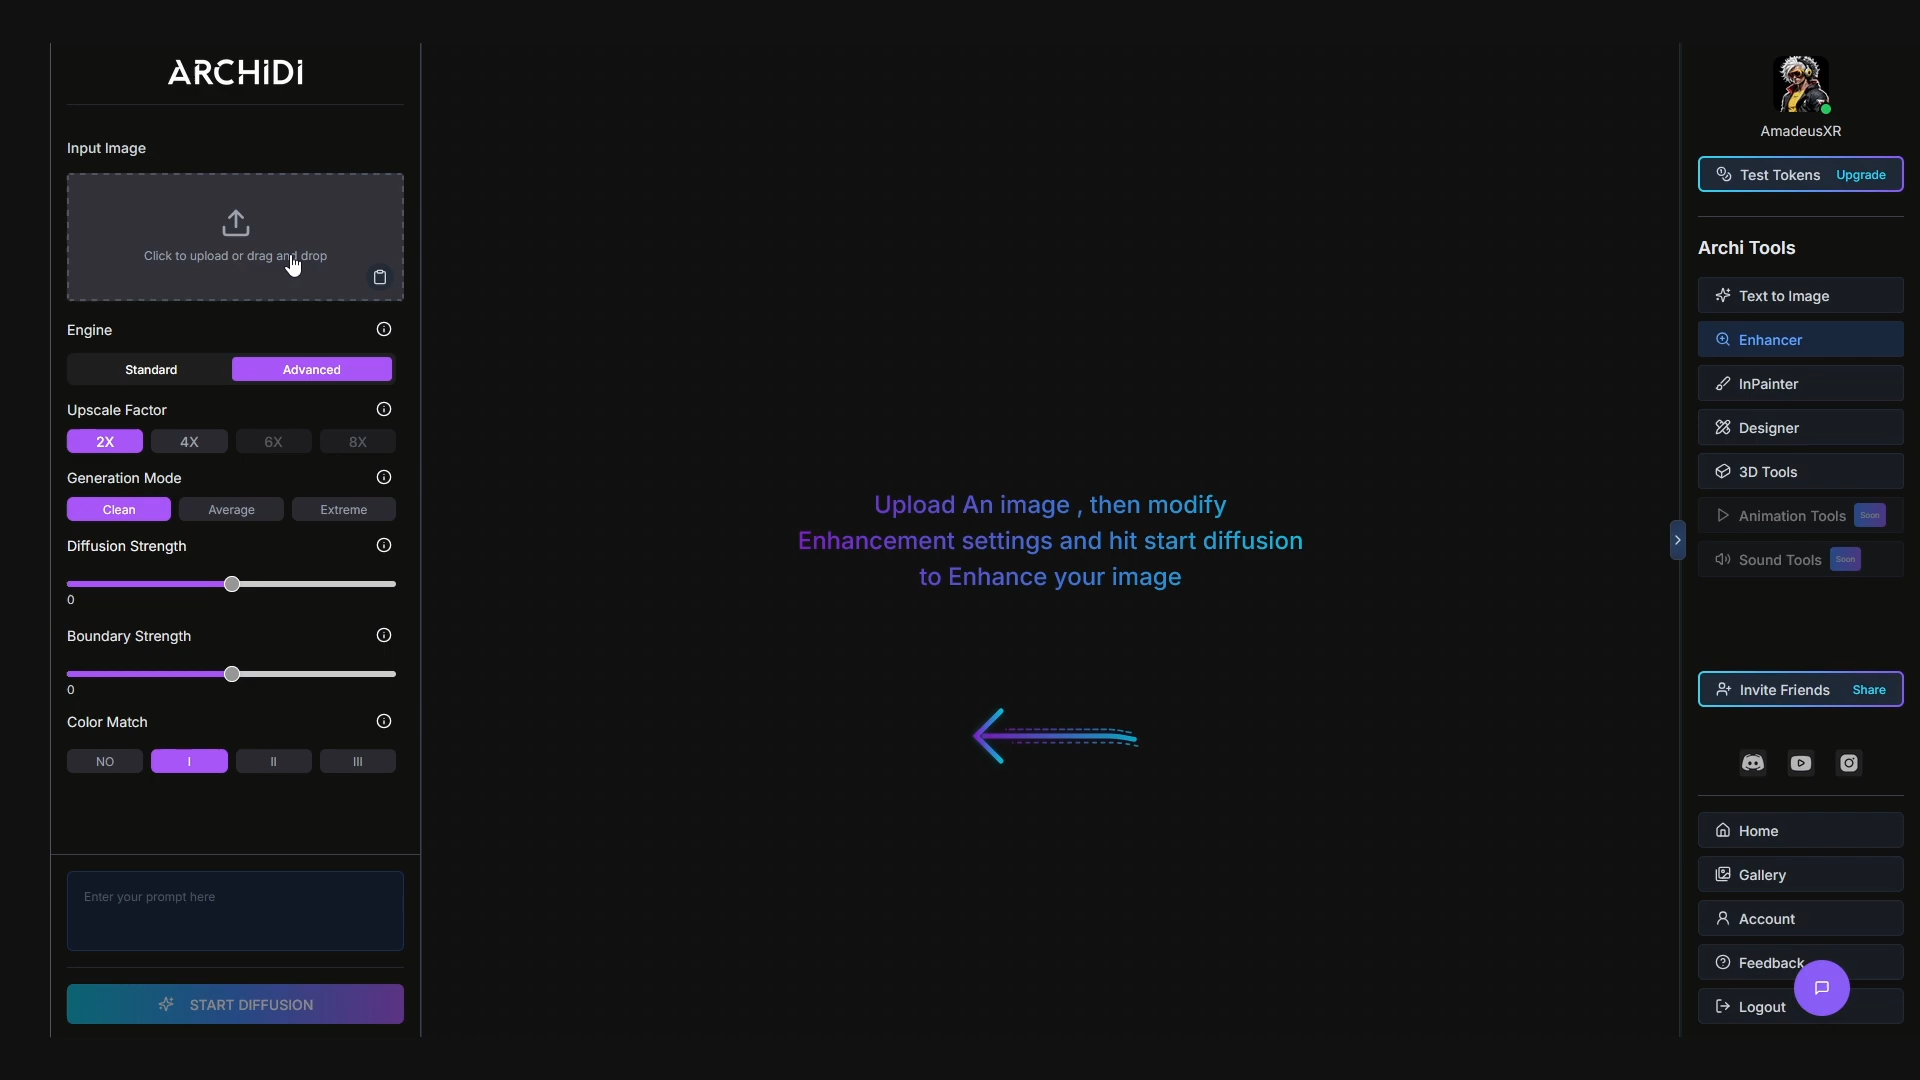 ARCHIDI
Input Image
Click to upload or drag and drop
Engine
Standard Advanced
Upscale Factor
2X 4X 6X 8X
Generation Mode
Clean Average Extreme
Diffusion Strength
0
Boundary Strength
0
Color Match
NO I II III
Enter your prompt here
START DIFFUSION
Upload An image , then modify
Enhancement settings and hit start diffusion
to Enhance your image
AmadeusXR
Test Tokens Upgrade
Archi Tools
Text to Image
Enhancer
InPainter
Designer
3D Tools
Animation Tools Soon
Sound Tools Soon
Invite Friends Share
Home
Gallery
Account
Feedback
Logout